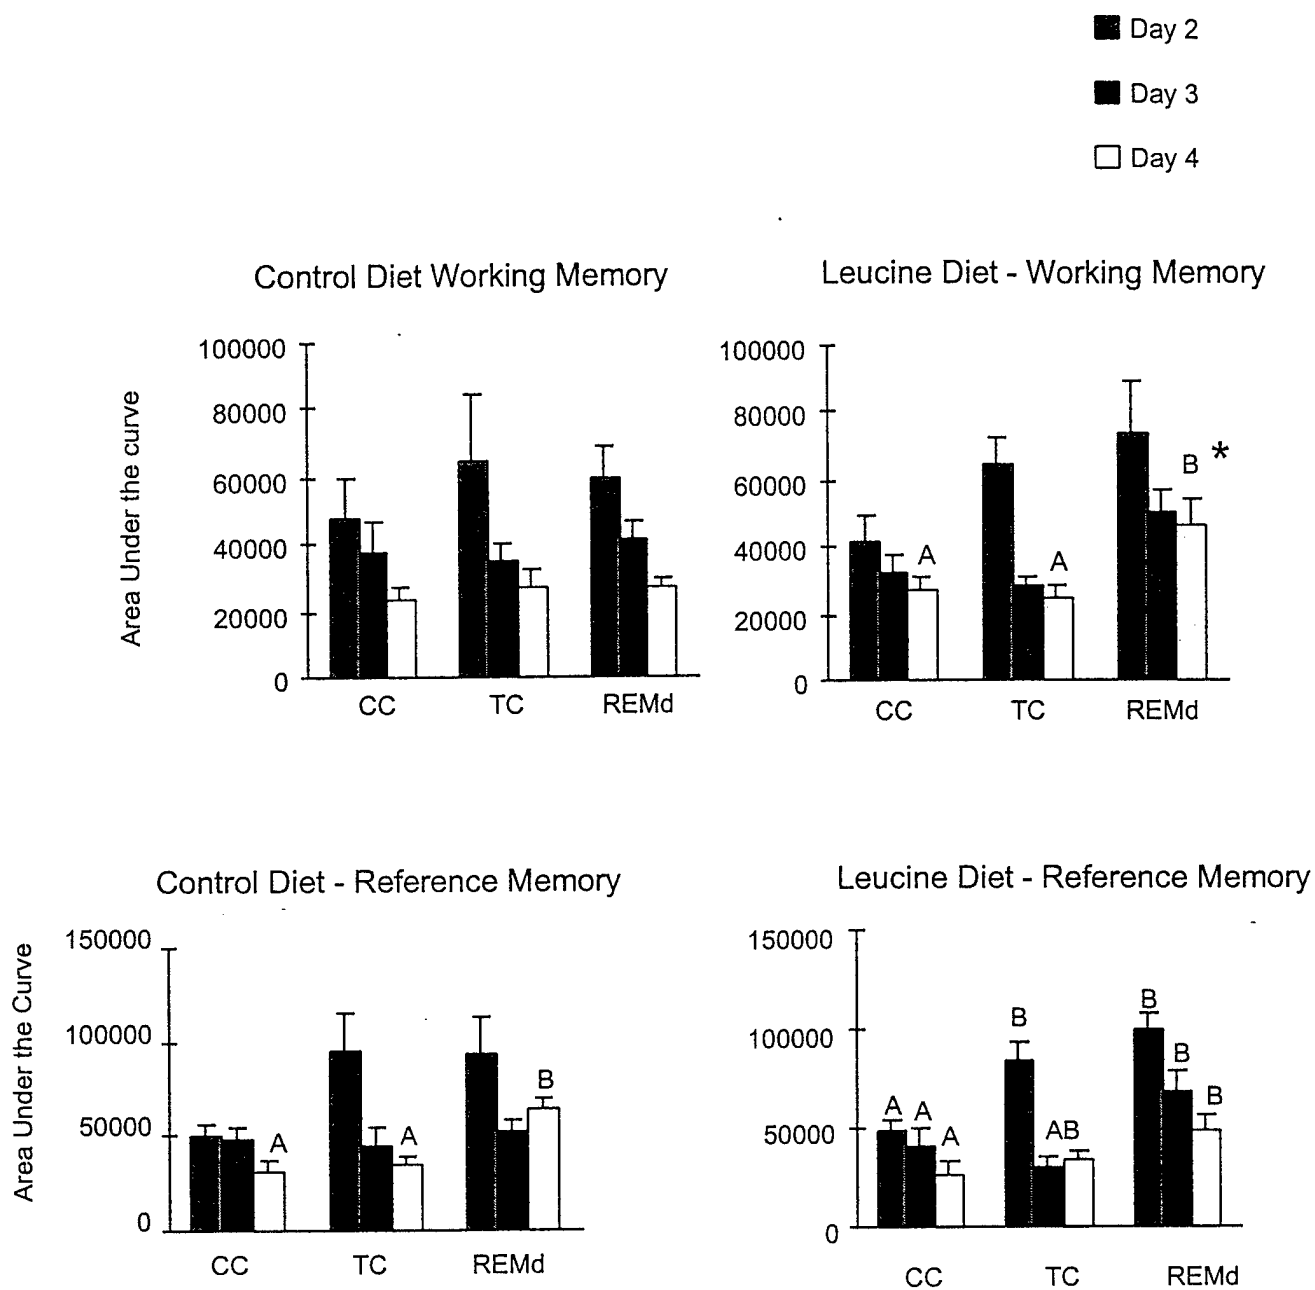 Day 2
Day 3
Day 4
Control Diet Working Memory
Area Under the curve
100000
80000
60000
40000
20000
0
CC TC REMd
Leucine Diet - Working Memory
100000
80000
60000
40000
20000
0
A A B *
CC TC REMd
Control Diet - Reference Memory
Area Under the Curve
150000
100000
50000
0
A A B
CC TC REMd
Leucine Diet - Reference Memory
150000
100000
50000
0
A A A B AB B B B
CC TC REMd